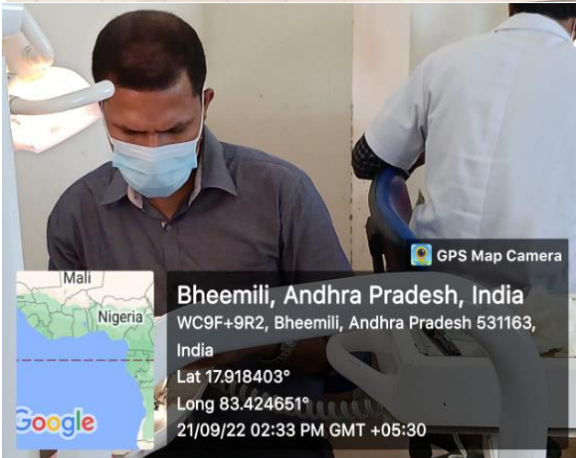 GPS Map Camera
Mali
Nigeria
Google
Bheemili, Andhra Pradesh, India
WC9F+9R2, Bheemili, Andhra Pradesh 531163,
India
Lat 17.918403°
Long 83.424651°
21/09/22 02:33 PM GMT +05:30